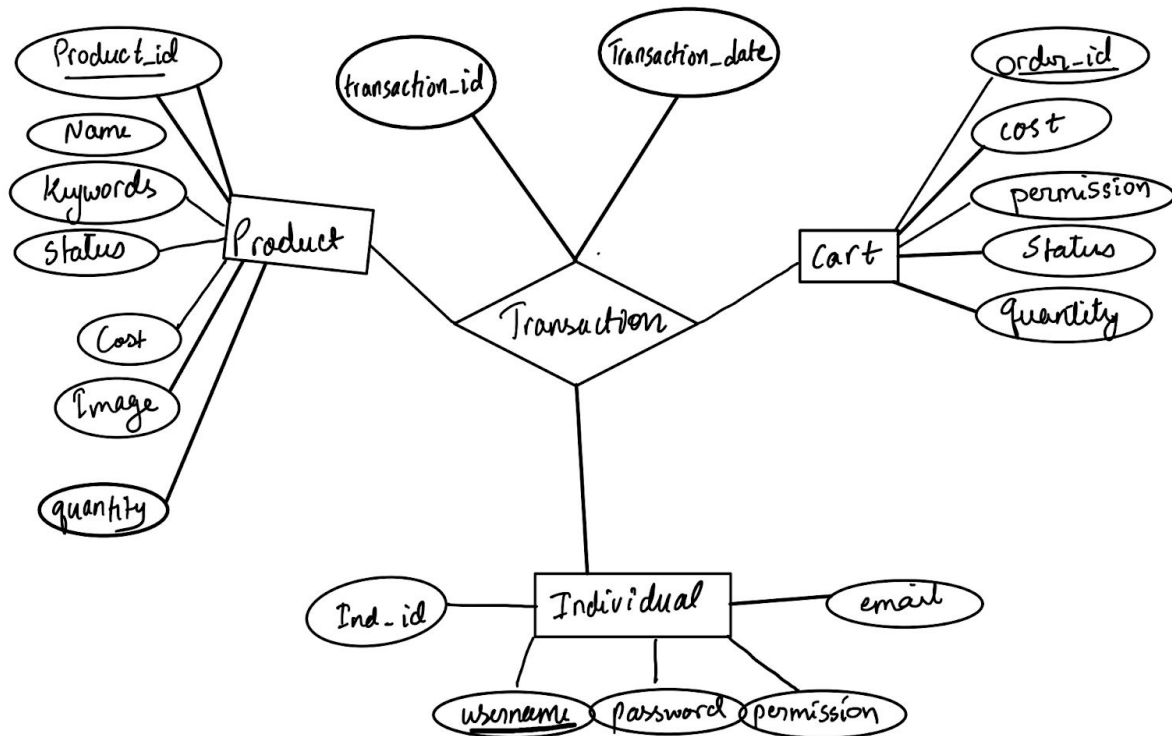 Product_id
Name
Keywords
Status
Product
Cost
Image
quantity
transaction_id
Transaction_date
Transaction
Order_id
cost
permission
Status
quantity
Cart
Ind_id
Individual
email
username
password
permission